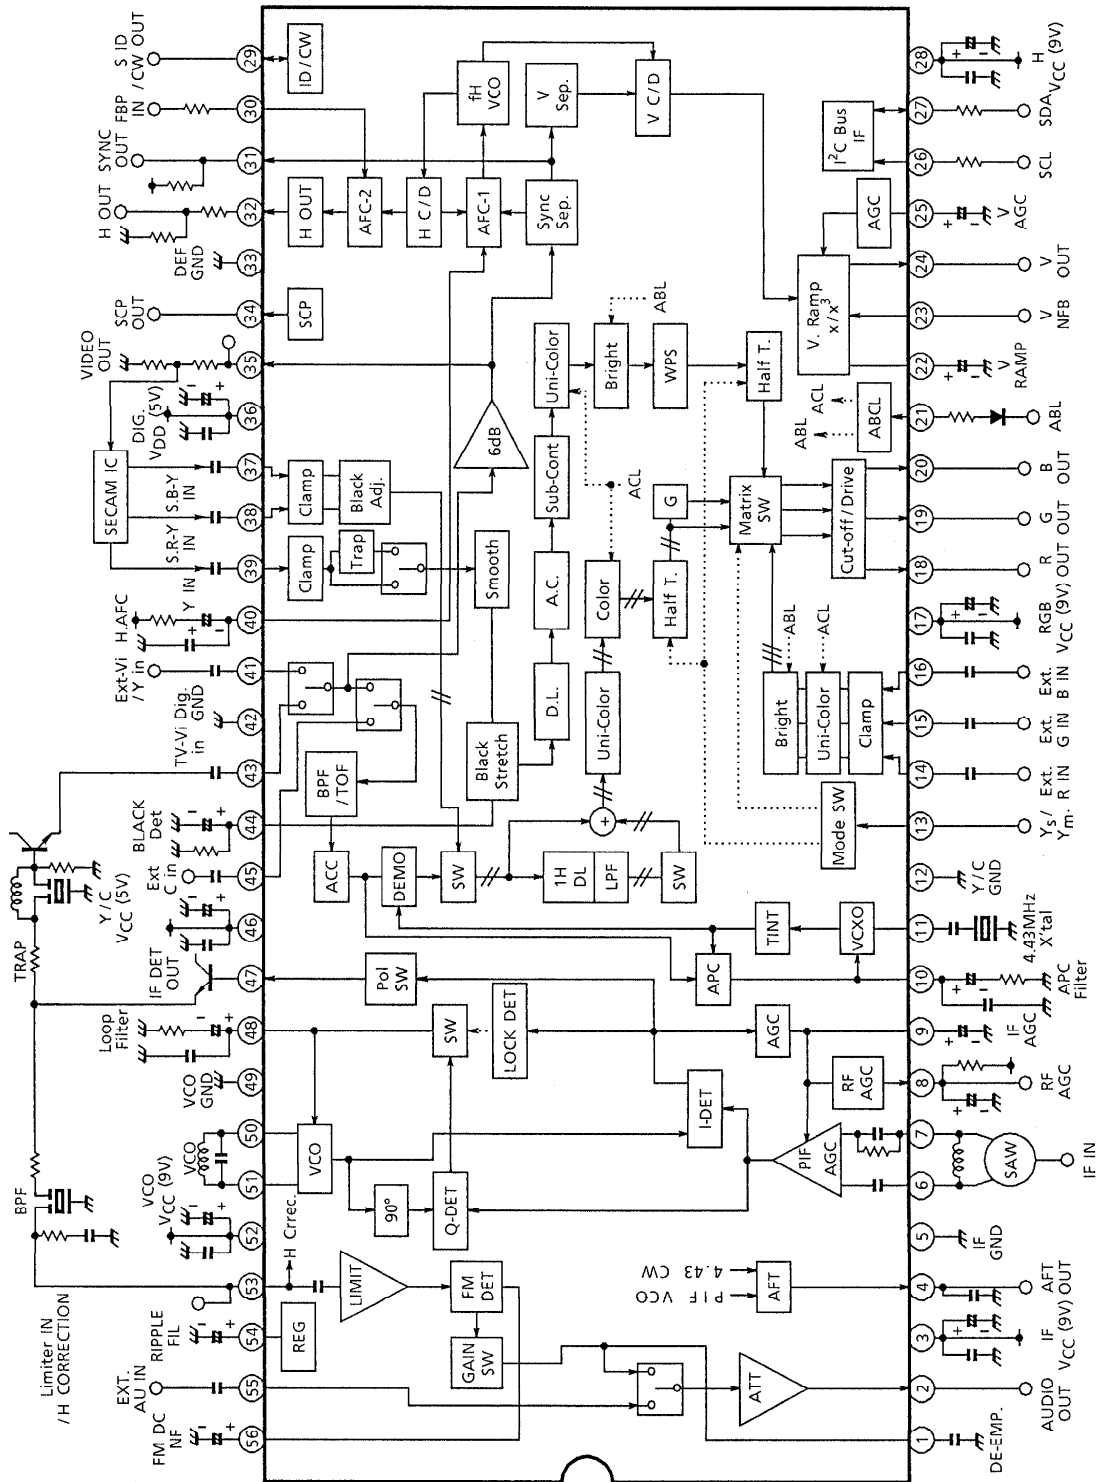 S ID
/CW OUT
29
ID/CW
FBP
IN
30
SYNC
OUT
31
H OUT
32
H OUT
DEF
GND
33
SCP
OUT
34
SCP
VIDEO
OUT
35
DIG.
VDD (5V)
36
SECAM IC
S.B-Y
IN
37
S.R-Y
IN
38
Y IN
39
H.AFC
40
Ext-Vi
/Y in
41
Dig.
GND
42
TV-Vi
in
43
BLACK
Det
44
Ext
C in
45
Y/C
VCC (5V)
46
TRAP
IF DET
OUT
47
Loop
Filter
48
VCO
GND
49
VCO
50
51
VCO
VCC (9V)
52
BPF
53
Limiter IN
/H CORRECTION
RIPPLE
FIL
54
EXT.
AU IN
55
FM DC
NF
56
AFC-2
H C/D
AFC-1
fH
VCO
V
Sep.
Sync
Sep.
V C/D
6dB
Clamp
Black
Adj.
Clamp
Trap
Smooth
Black
Stretch
D.L.
A.C.
Sub-Cont
Uni-Color
Bright
ABL
WPS
Half T.
BPF
/TOF
ACC
DEMO
SW
1H
DL
LPF
SW
+
Uni-Color
Color
ACL
Half T.
G
Matrix
SW
Cut-off/Drive
Bright
Uni-Color
Clamp
ABL
ACL
Mode SW
V. Ramp
x/x³
AGC
I²C Bus
IF
ABCL
ABL
ACL
Pol
SW
SW
LOCK DET
APC
TINT
VCXO
AGC
RF
AGC
I-DET
PIF
AGC
VCO
90°
Q-DET
H Crrec.
LIMIT
FM
DET
GAIN
SW
REG
ATT
PIF VCO
4.43 CW
AFT
28
H
VCC (9V)
27
SDA
26
SCL
25
V
AGC
24
V
OUT
23
V
NFB
22
V
RAMP
21
ABL
20
B
OUT
19
G
OUT
18
R
OUT
17
RGB
VCC (9V)
16
Ext.
B IN
15
Ext.
G IN
14
Ext.
R IN
13
Ys/
Ym.
12
Y/C
GND
11
4.43MHz
X'tal
10
APC
Filter
9
IF
AGC
8
RF
AGC
7
6
SAW
IF IN
5
IF
GND
4
AFT
OUT
3
IF
VCC (9V)
2
AUDIO
OUT
1
DE-EMP.